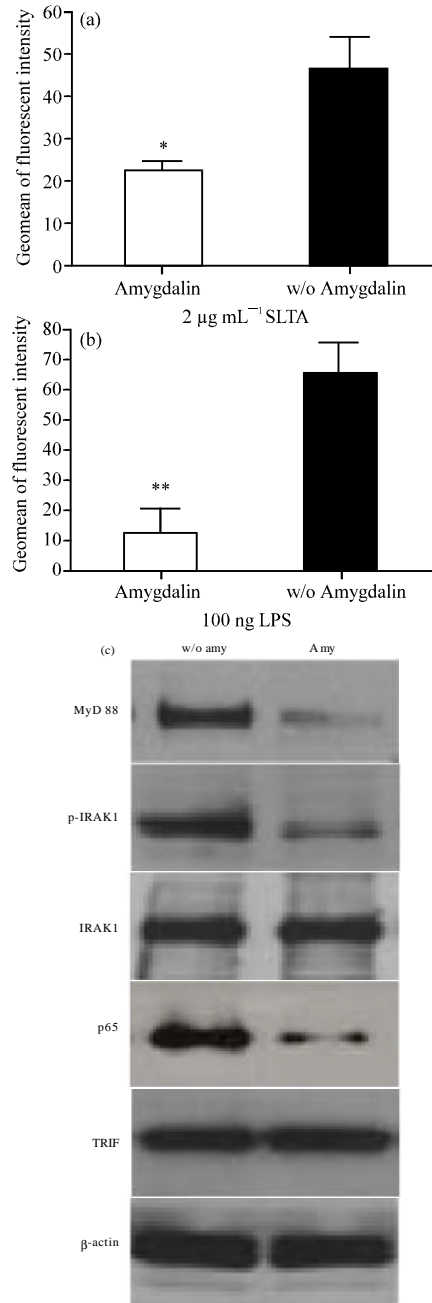 (a)
Geomean of fluorescent intensity
60
50
40
30
20
10
0
*
Amygdalin w/o Amygdalin
2 µg mL⁻¹ SLTA
(b)
Geomean of fluorescent intensity
80
70
60
50
40
30
20
10
0
**
Amygdalin w/o Amygdalin
100 ng LPS
(c) w/o amy Amy
MyD 88
p-IRAK1
IRAK1
p65
TRIF
β-actin